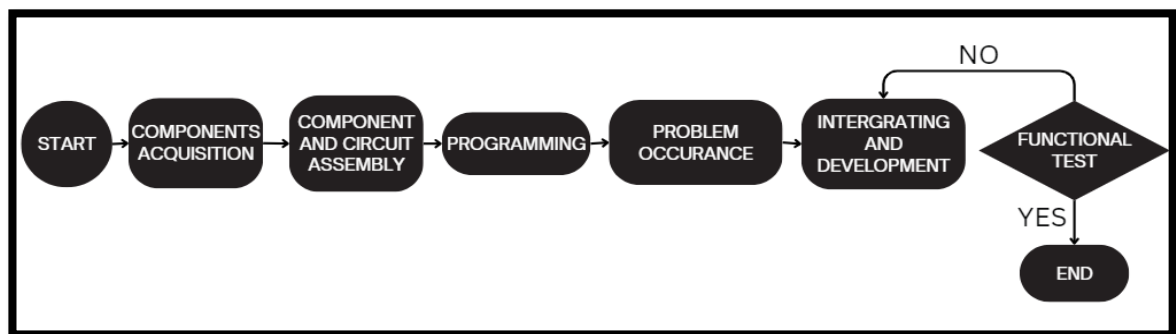 START
COMPONENTS
ACQUISITION
COMPONENT
AND CIRCUIT
ASSEMBLY
PROGRAMMING
PROBLEM
OCCURANCE
INTERGRATING
AND
DEVELOPMENT
NO
FUNCTIONAL
TEST
YES
END